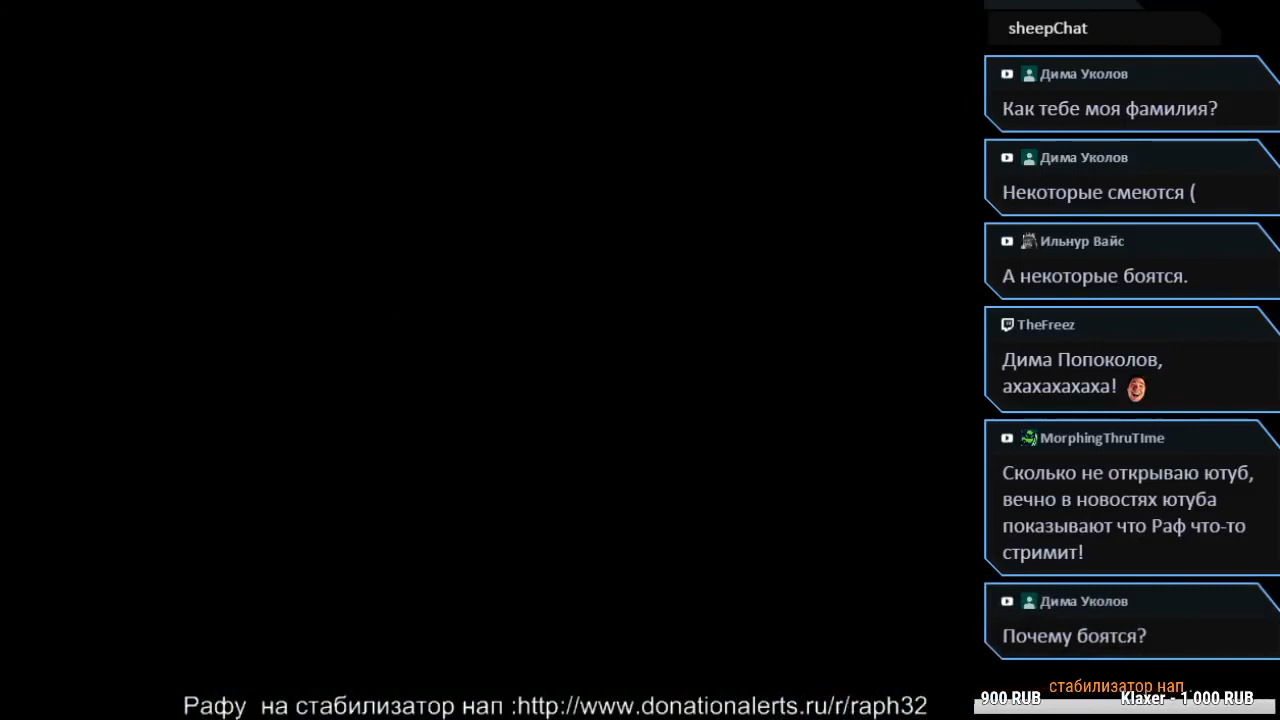 sheepChat
Дима Уколов
Как тебе моя фамилия?
Дима Уколов
Некоторые смеются (
Ильнур Вайс
А некоторые боятся.
TheFreez
Дима Попоколов,
ахахахахаха!
MorphingThruTIme
Сколько не открываю ютуб,
вечно в новостях ютуба
показывают что Раф что-то
стримит!
Дима Уколов
Почему боятся?
стабилизатор нап
900 RUB Klaxer - 1 000 RUB
Рафу на стабилизатор нап :http://www.donationalerts.ru/r/raph32